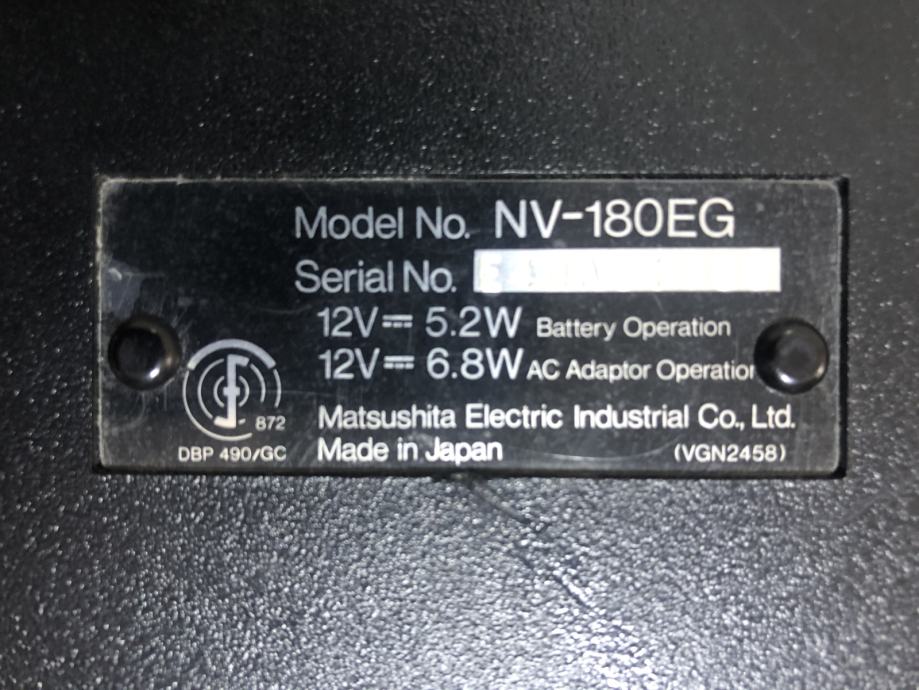 Model No. NV-180EG
Serial No.
12V⎓ 5.2W Battery Operation
12V⎓ 6.8W AC Adaptor Operation
872
Matsushita Electric Industrial Co., Ltd.
DBP 490/GC Made in Japan (VGN2458)